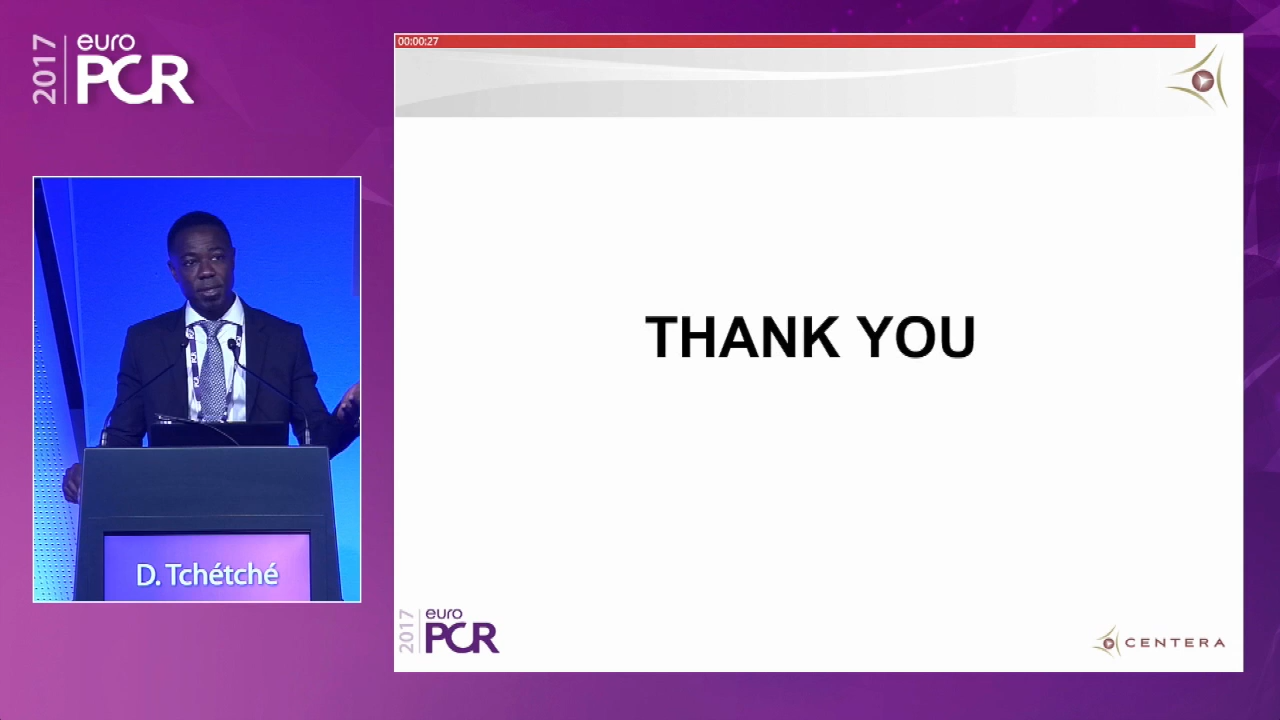 2017
euro
PCR
00:00:27
THANK YOU
D. Tchétché
2017
euro
PCR
CENTERA